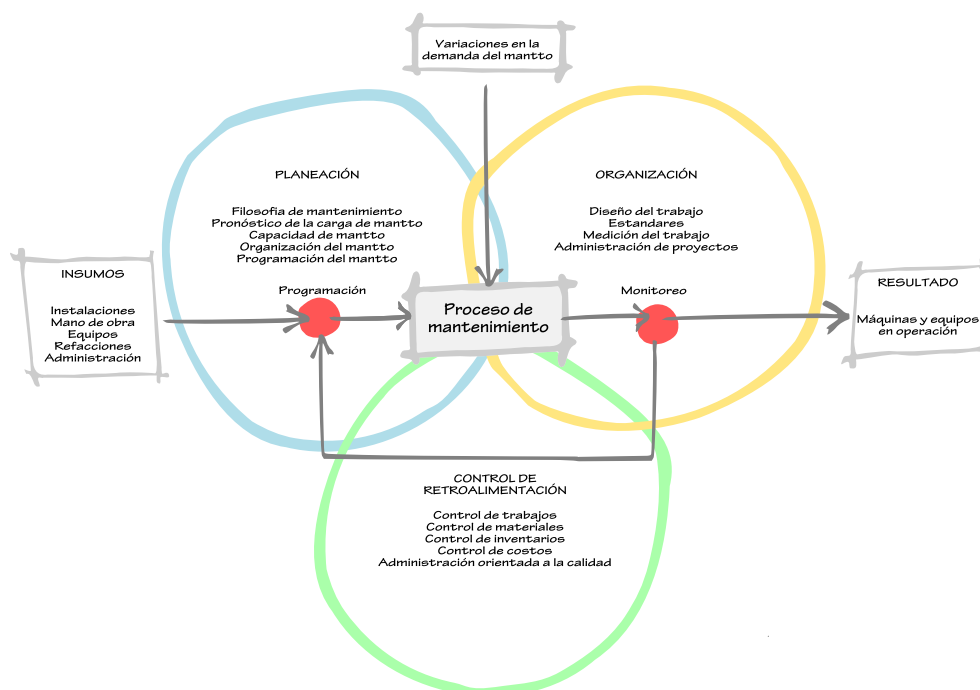 Variaciones en la
demanda del mantto
PLANEACIÓN
Filosofia de mantenimiento
Pronóstico de la carga de mantto
Capacidad de mantto
Organización del mantto
Programación del mantto
ORGANIZACIÓN
Diseño del trabajo
Estandares
Medición del trabajo
Administración de proyectos
INSUMOS
Instalaciones
Mano de obra
Equipos
Refacciones
Administración
Programación
Proceso de
mantenimiento
Monitoreo
RESULTADO
Máquinas y equipos
en operación
CONTROL DE
RETROALIMENTACIÓN
Control de trabajos
Control de materiales
Control de inventarios
Control de costos
Administración orientada a la calidad